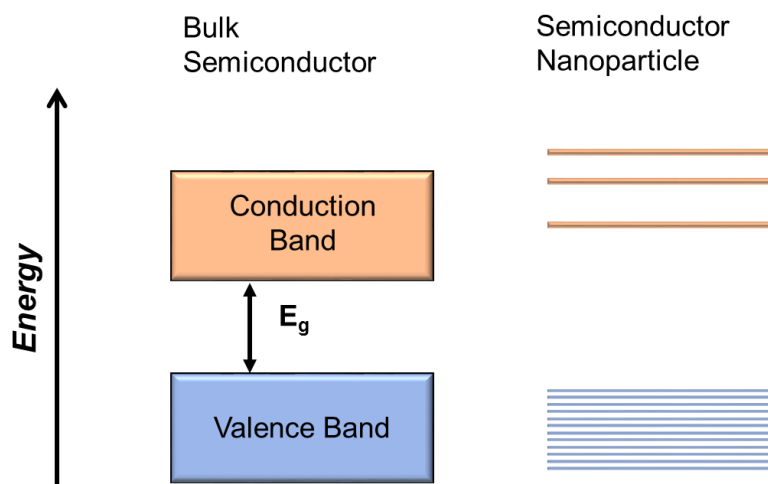 Bulk
Semiconductor
Semiconductor
Nanoparticle
Energy
Conduction
Band
Eg
Valence Band